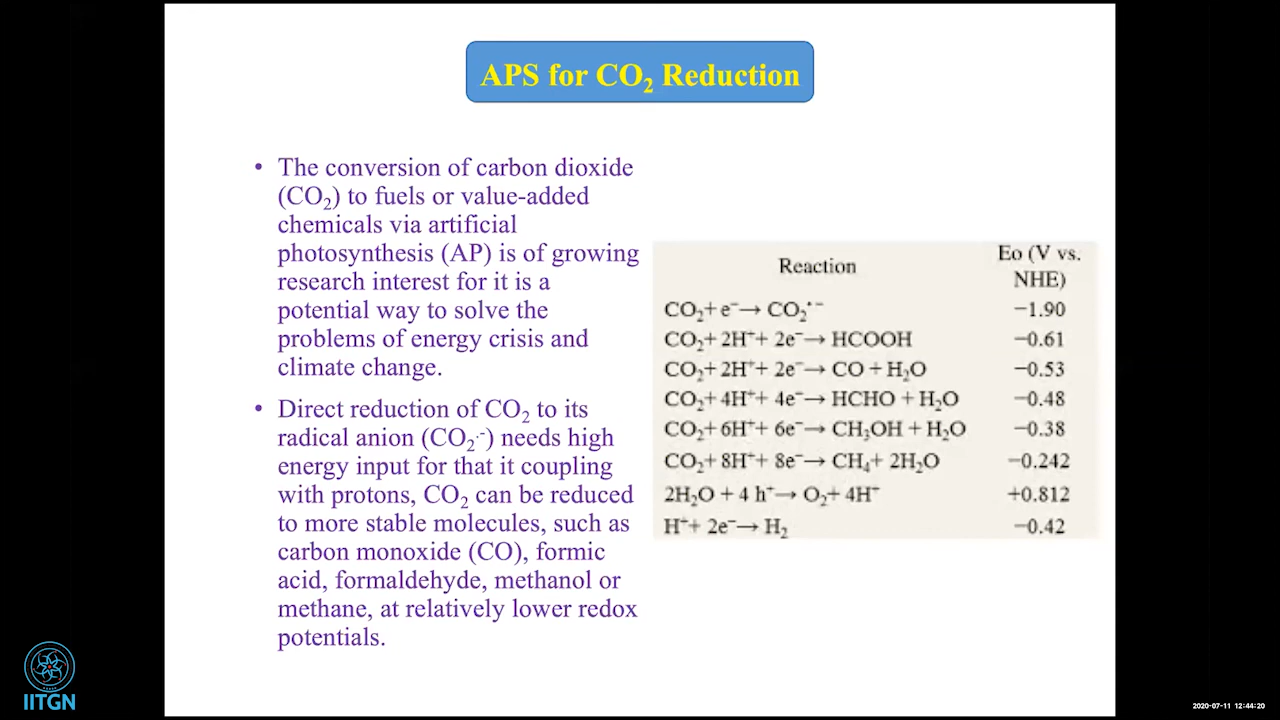 APS for CO₂ Reduction
• The conversion of carbon dioxide
(CO₂) to fuels or value-added
chemicals via artificial
photosynthesis (AP) is of growing
research interest for it is a
potential way to solve the
problems of energy crisis and
climate change.
• Direct reduction of CO₂ to its
radical anion (CO₂·⁻) needs high
energy input for that it coupling
with protons, CO₂ can be reduced
to more stable molecules, such as
carbon monoxide (CO), formic
acid, formaldehyde, methanol or
methane, at relatively lower redox
potentials.
Reaction Eo (V vs.
NHE)
CO₂+ e⁻→ CO₂•⁻ −1.90
CO₂+ 2H⁺+ 2e⁻→ HCOOH −0.61
CO₂+ 2H⁺+ 2e⁻→ CO + H₂O −0.53
CO₂+ 4H⁺+ 4e⁻→ HCHO + H₂O −0.48
CO₂+ 6H⁺+ 6e⁻→ CH₃OH + H₂O −0.38
CO₂+ 8H⁺+ 8e⁻→ CH₄+ 2H₂O −0.242
2H₂O + 4 h⁺→ O₂+ 4H⁺ +0.812
H⁺+ 2e⁻→ H₂ −0.42
IITGN
2020-07-11 12:44:20